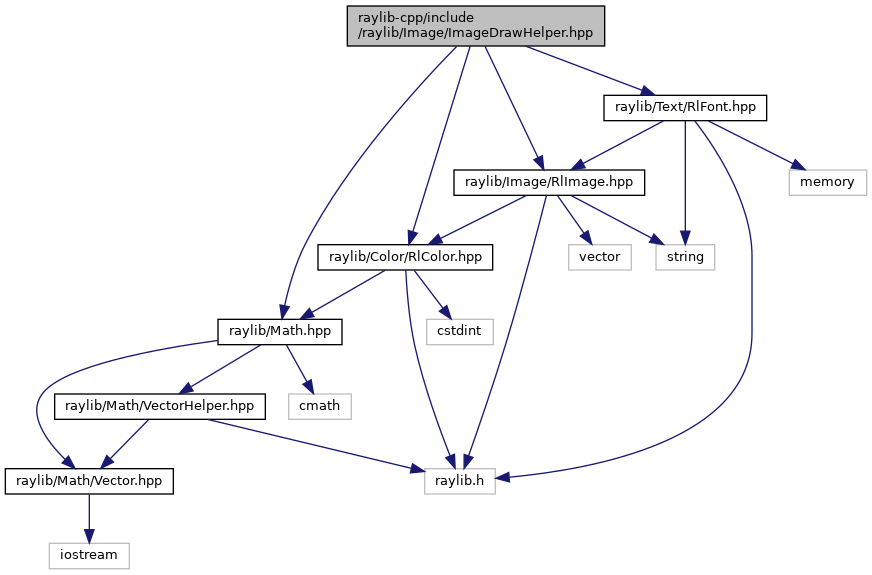 raylib-cpp/include
/raylib/Image/ImageDrawHelper.hpp
raylib/Text/RlFont.hpp
raylib/Image/RlImage.hpp
memory
raylib/Color/RlColor.hpp
vector
string
raylib/Math.hpp
cstdint
raylib/Math/VectorHelper.hpp
cmath
raylib/Math/Vector.hpp
raylib.h
iostream